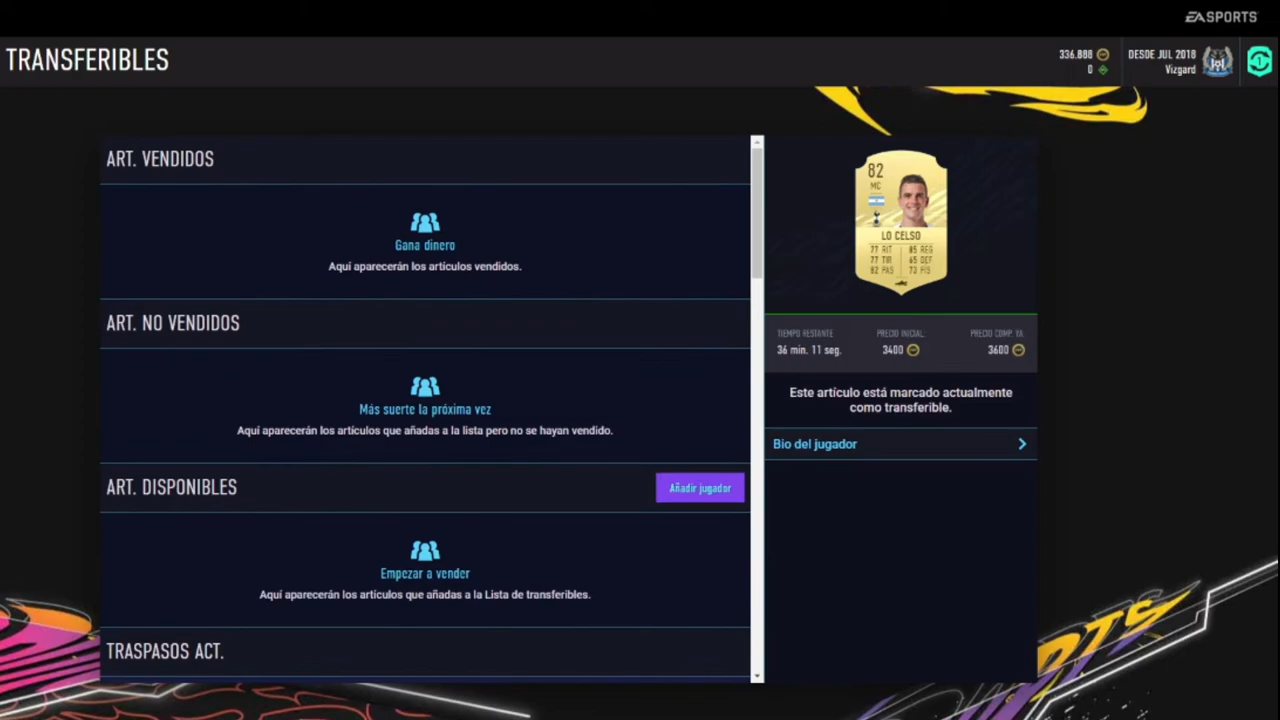 EA SPORTS
TRANSFERIBLES
336.888
0
DESDE JUL 2018
Vizgard
ART. VENDIDOS
Gana dinero
Aquí aparecerán los artículos vendidos.
ART. NO VENDIDOS
Más suerte la próxima vez
Aquí aparecerán los artículos que añadas a la lista pero no se hayan vendido.
ART. DISPONIBLES
Añadir jugador
Empezar a vender
Aquí aparecerán los artículos que añadas a la Lista de transferibles.
TRASPASOS ACT.
82
MC
LO CELSO
77 RIT 85 REG
77 TIR 65 DEF
82 PAS 73 FÍS
TIEMPO RESTANTE PRECIO INICIAL: PRECIO COMP. YA
36 min. 11 seg. 3400 3600
Este artículo está marcado actualmente
como transferible.
Bio del jugador